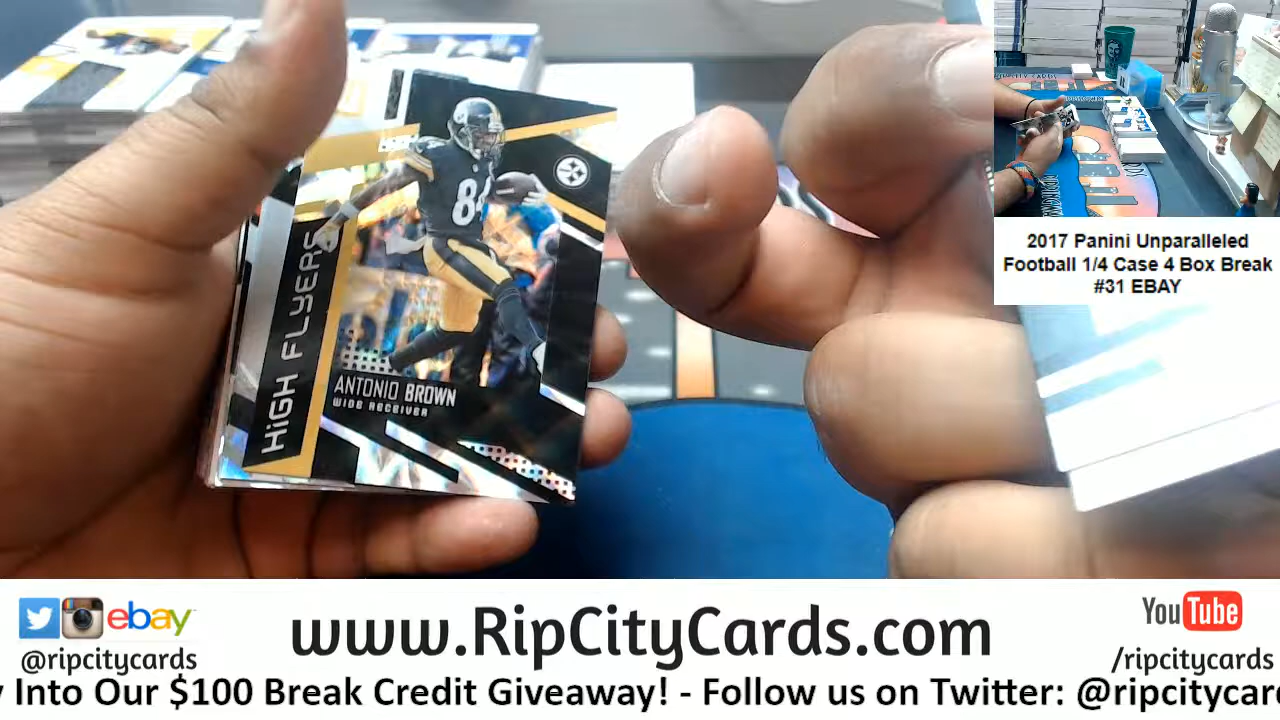 HIGH FLYERS
84
ANTONIO BROWN
WIDE RECEIVER
2017 Panini Unparalleled
Football 1/4 Case 4 Box Break
#31 EBAY
ebay
@ripcitycards
www.RipCityCards.com
YouTube
/ripcitycards
Into Our $100 Break Credit Giveaway! - Follow us on Twitter: @ripcitycard